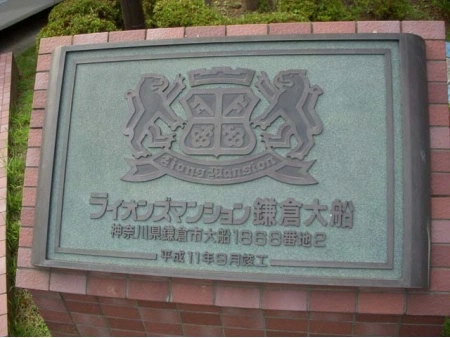 Lions-Mansion
ライオンズマンション鎌倉大船
神奈川県鎌倉市大船1868番地2
平成11年9月竣工